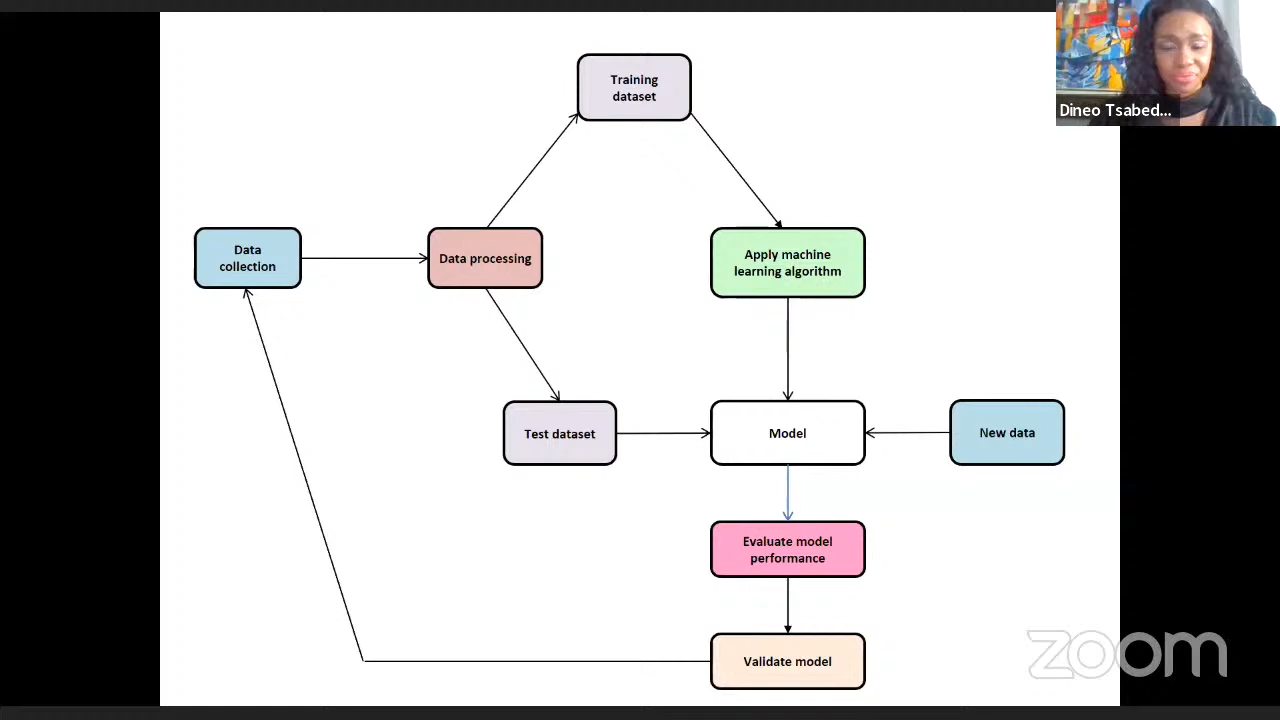 Training
dataset
Dineo Tsabed...
Data
collection
Data processing
Apply machine
learning algorithm
Test dataset
Model
New data
Evaluate model
performance
Validate model
zoom